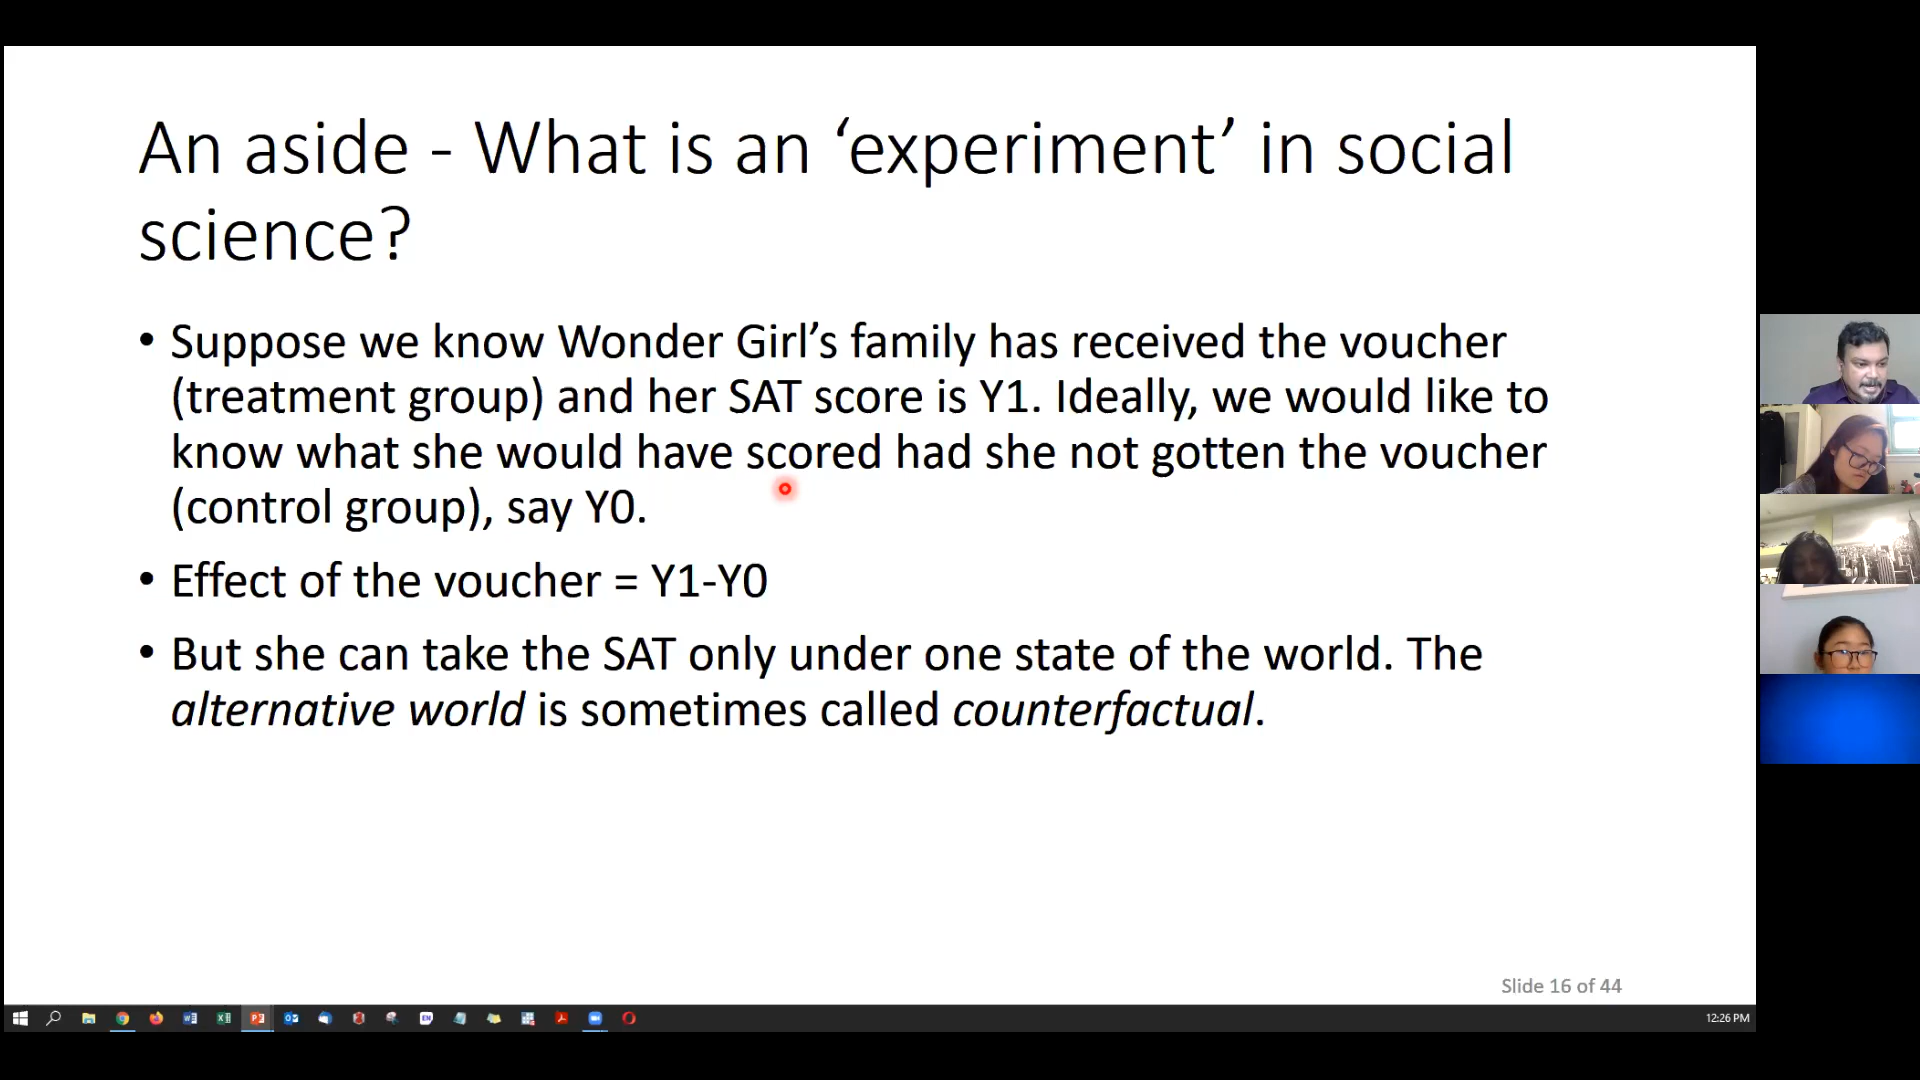 An aside - What is an ‘experiment’ in social
science?
• Suppose we know Wonder Girl’s family has received the voucher
(treatment group) and her SAT score is Y1. Ideally, we would like to
know what she would have scored had she not gotten the voucher
(control group), say Y0.
• Effect of the voucher = Y1-Y0
• But she can take the SAT only under one state of the world. The
alternative world is sometimes called counterfactual.
Slide 16 of 44
EN
12:26 PM